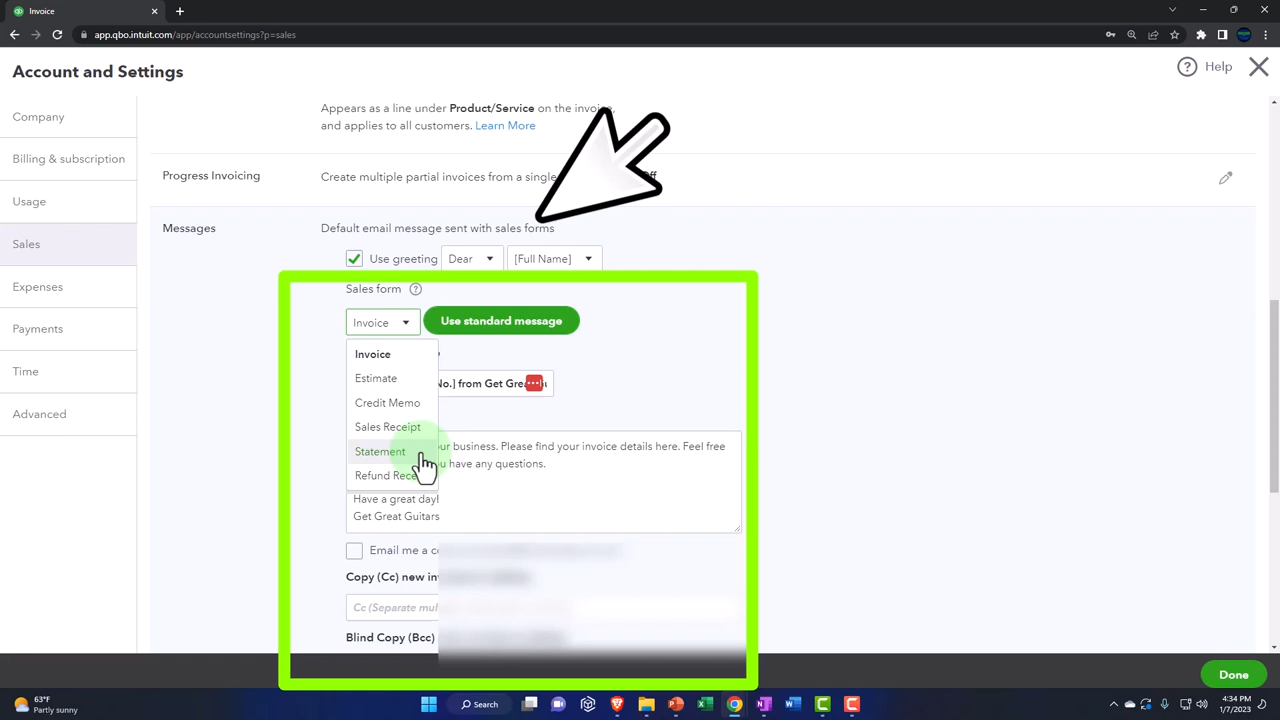 Invoice
app.qbo.intuit.com/app/accountsettings?p=sales
Account and Settings
Help
Company
Billing & subscription
Usage
Sales
Expenses
Payments
Time
Advanced
Appears as a line under Product/Service on the invoice,
and applies to all customers. Learn More
Progress Invoicing
Create multiple partial invoices from a single
Off
Messages
Default email message sent with sales forms
Use greeting
Dear
[Full Name]
Sales form
Invoice
Use standard message
Invoice
Estimate
Credit Memo
Sales Receipt
Statement
Refund Rece
No.] from Get Gre
ur business. Please find your invoice details here. Feel free
u have any questions.
Have a great day!
Get Great Guitars
Email me a c
Copy (Cc) new in
Cc (Separate mul
Blind Copy (Bcc)
Done
63°F
Partly sunny
Search
4:34 PM
1/7/2023